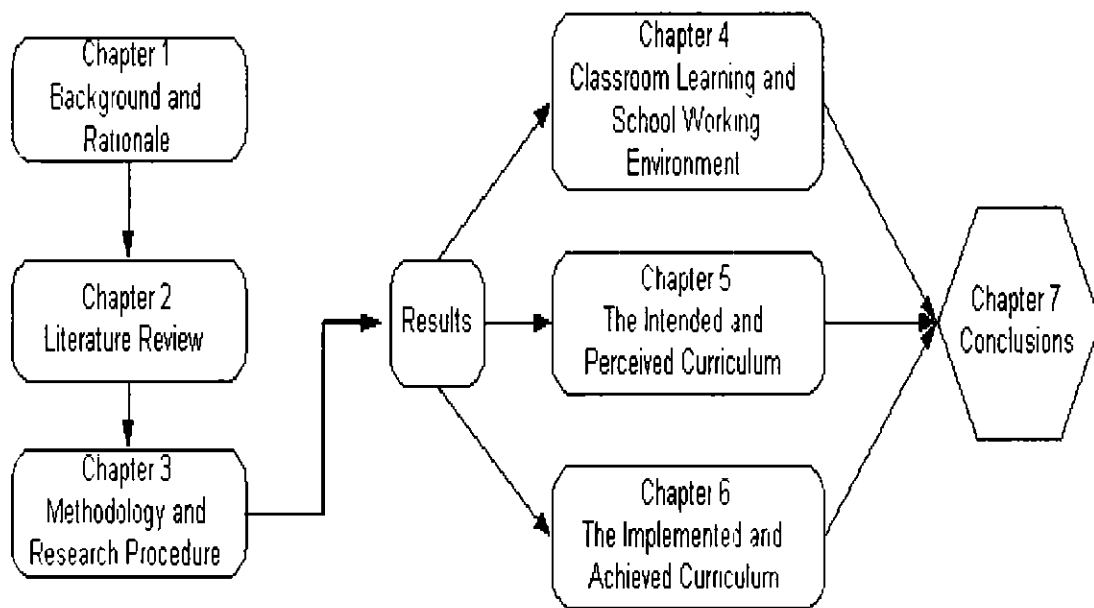 Chapter 1
Background and
Rationale
Chapter 2
Literature Review
Chapter 3
Methodology and
Research Procedure
Results
Chapter 4
Classroom Learning and
School Working
Environment
Chapter 5
The Intended and
Perceived Curriculum
Chapter 6
The Implemented and
Achieved Curriculum
Chapter 7
Conclusions